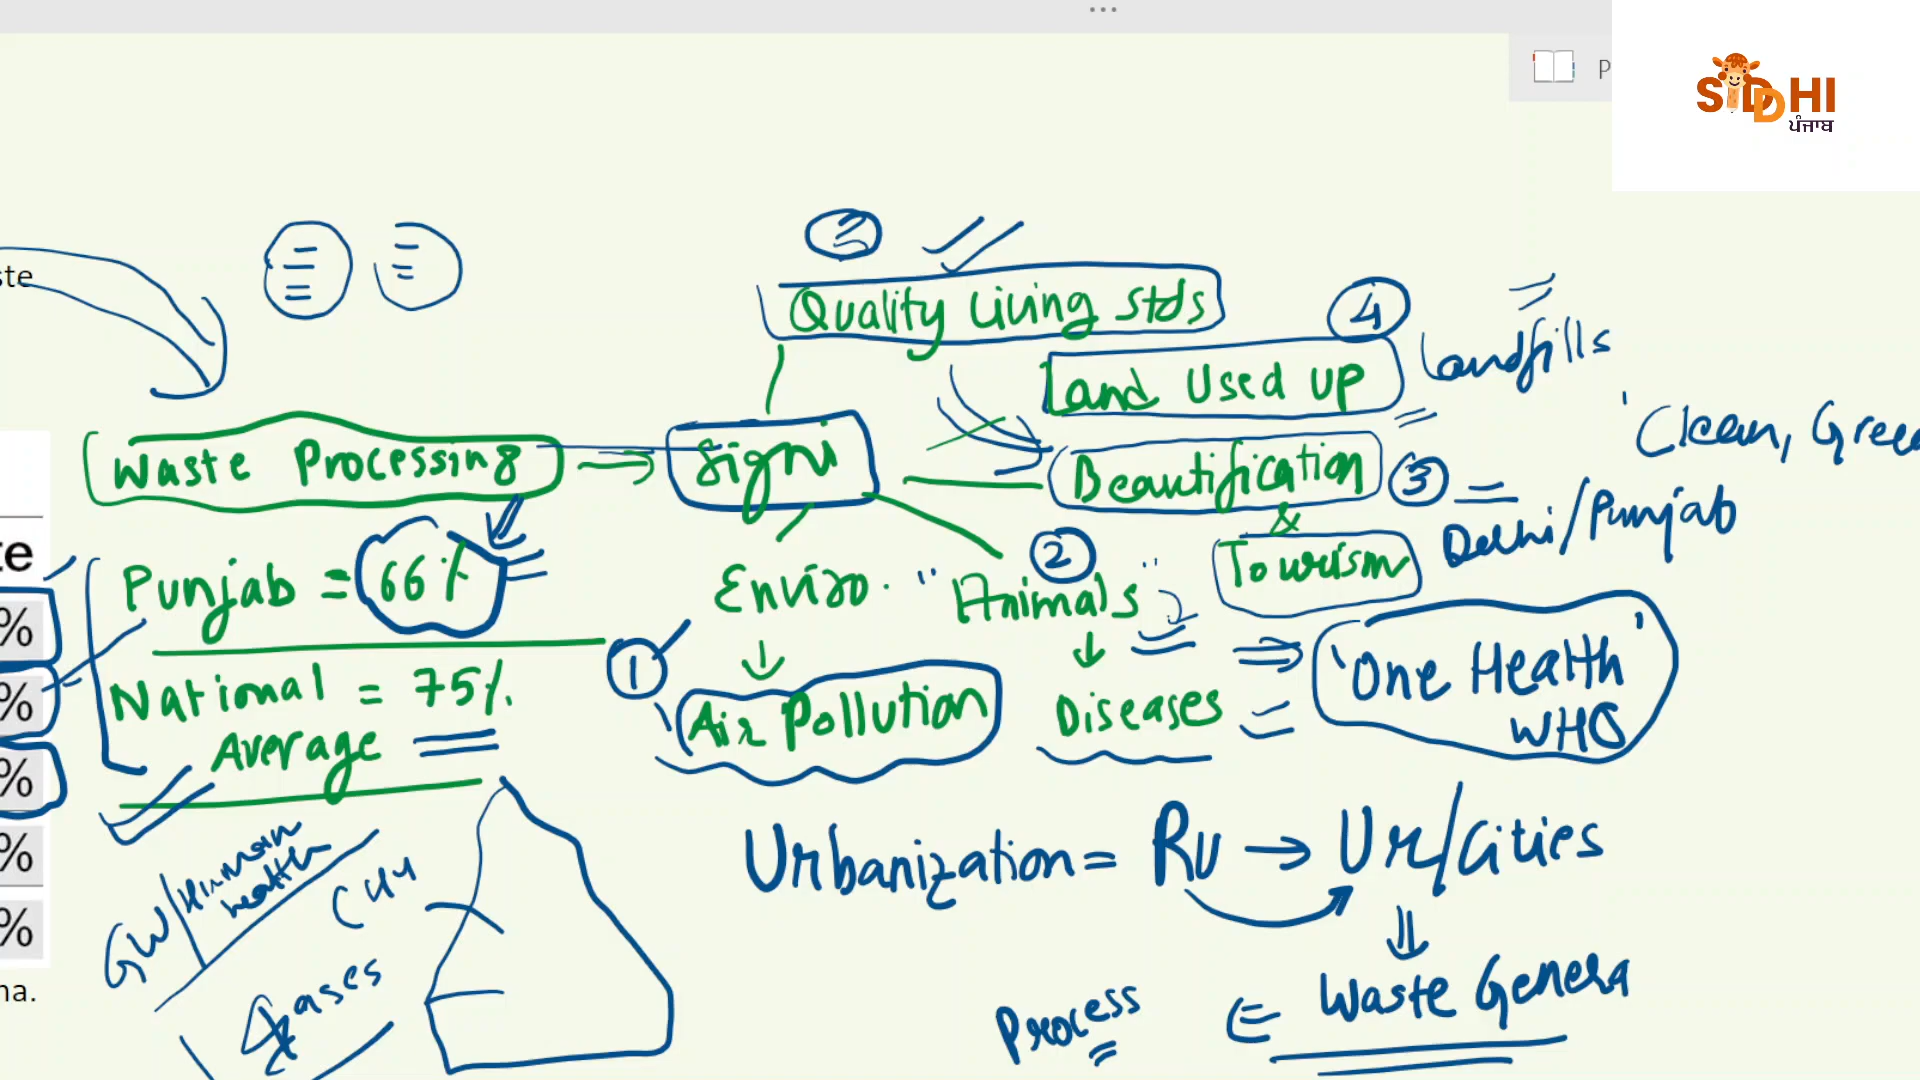 P
SIDDHI
ਪੰਜਾਬ
ste
2
Quality Living Stds
4
Landfills
Land Used up
'Clean, Gree
Waste Processing
Signi
Beautification
3
&
Delhi/Punjab
Tourism
te
Punjab = 66%
Enviro.
"Animals"
2
%
1
'One Health'
WHO
National = 75%.
Average
%
Air Pollution
Diseases
%
GW/Human
health
CH4
Urbanization = Ru → Ur/Cities
%
%
Gases
Waste Genera
Process
na.